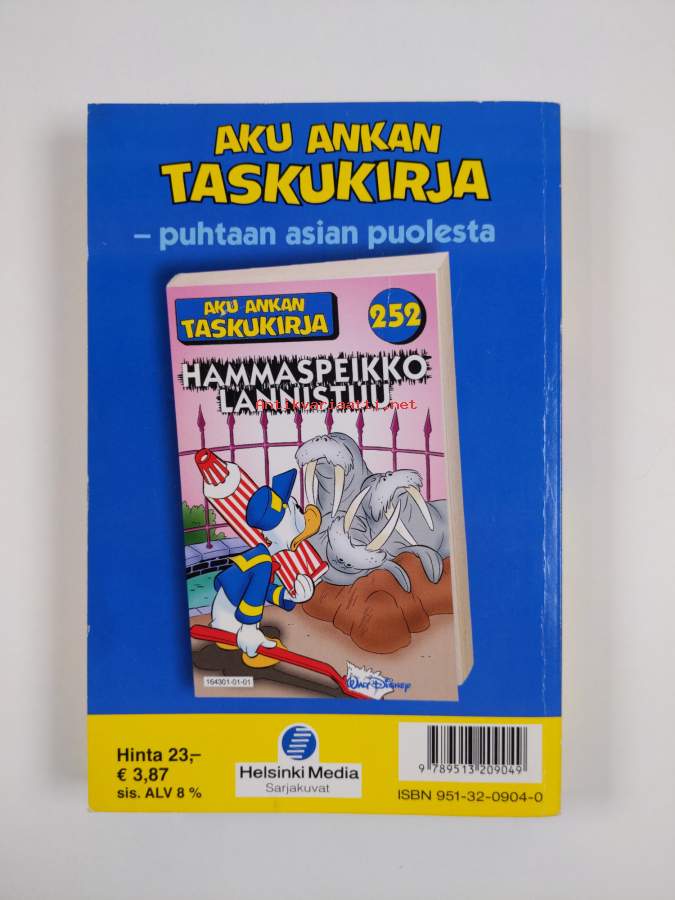 AKU ANKAN
TASKUKIRJA
– puhtaan asian puolesta
AKU ANKAN
TASKUKIRJA
252
HAMMASPEIKKO
Antikvariaatti.net
164301-01-01
WALT DISNEY
Hinta 23,–
€ 3,87
sis. ALV 8 %
Helsinki Media
Sarjakuvat
9 789513 209049
ISBN 951-32-0904-0